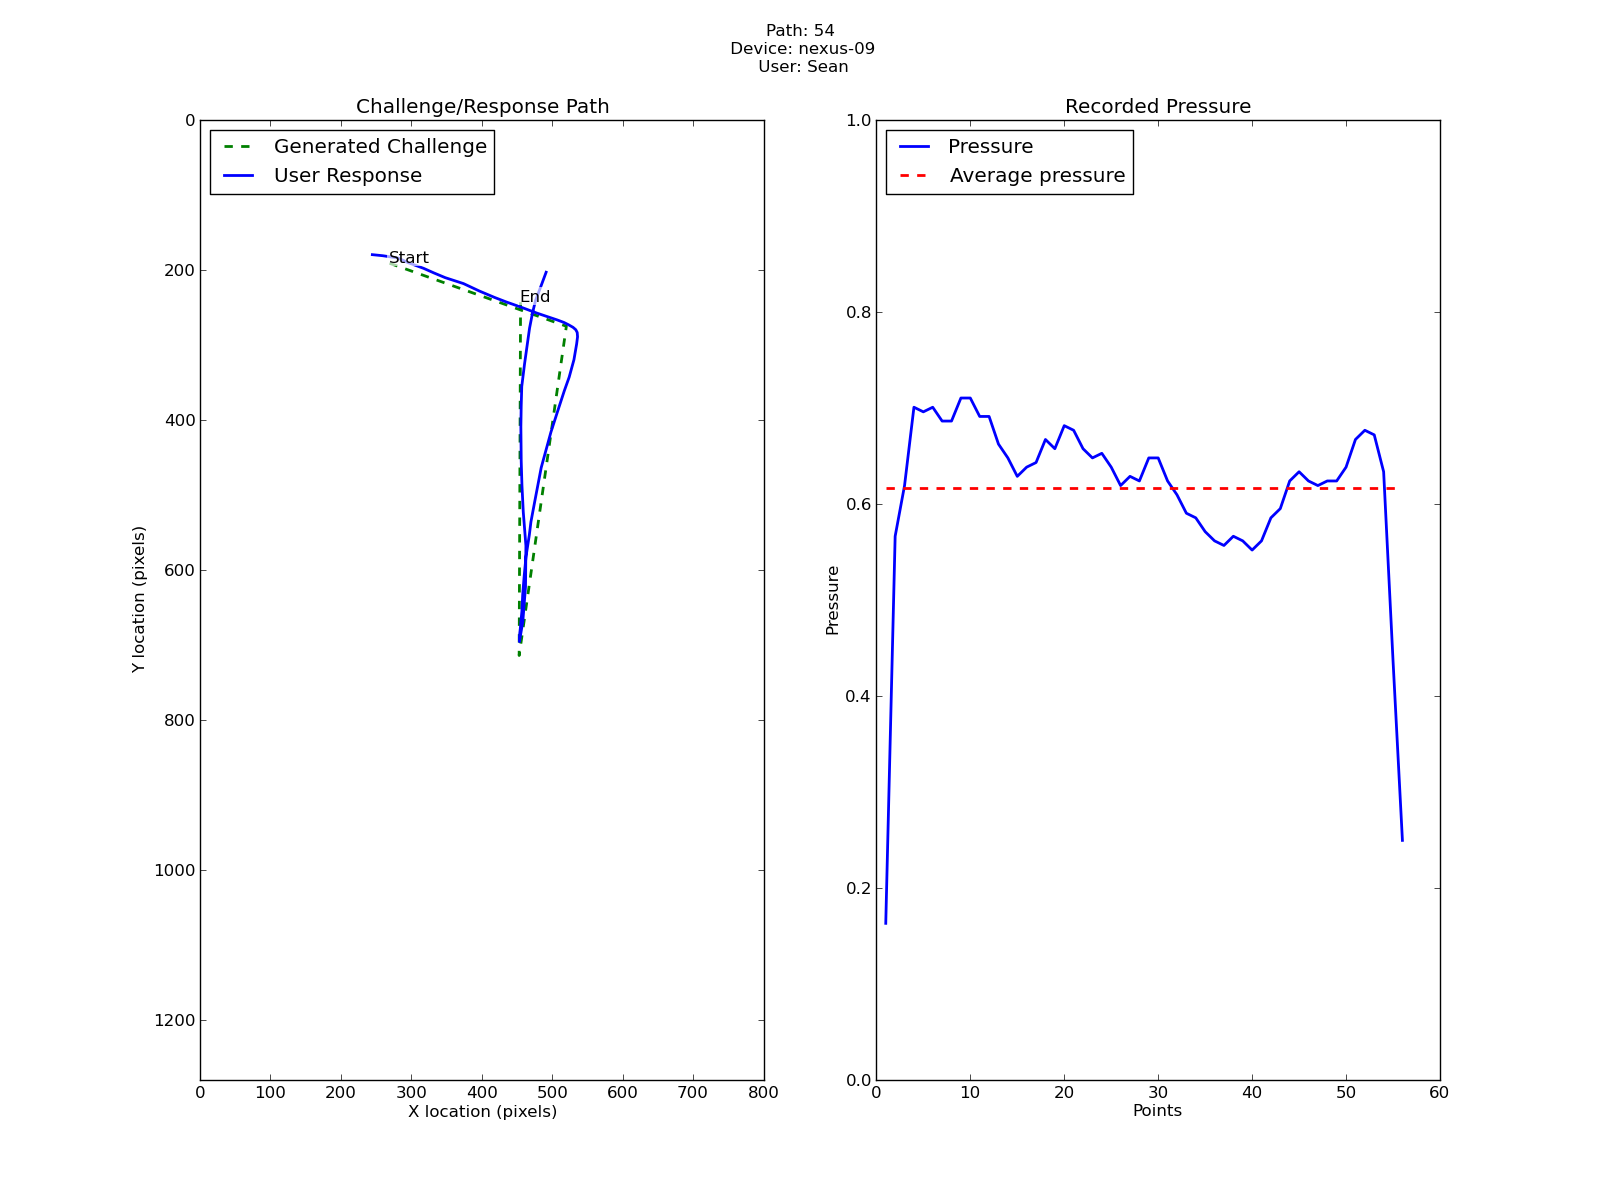 Path: 54
Device: nexus-09
User: Sean
Challenge/Response Path
Generated Challenge
User Response
Start
End
0
200
400
600
800
1000
1200
0 100 200 300 400 500 600 700 800
Y location (pixels)
X location (pixels)
Recorded Pressure
Pressure
Average pressure
1.0
0.8
0.6
0.4
0.2
0.0
0 10 20 30 40 50 60
Pressure
Points